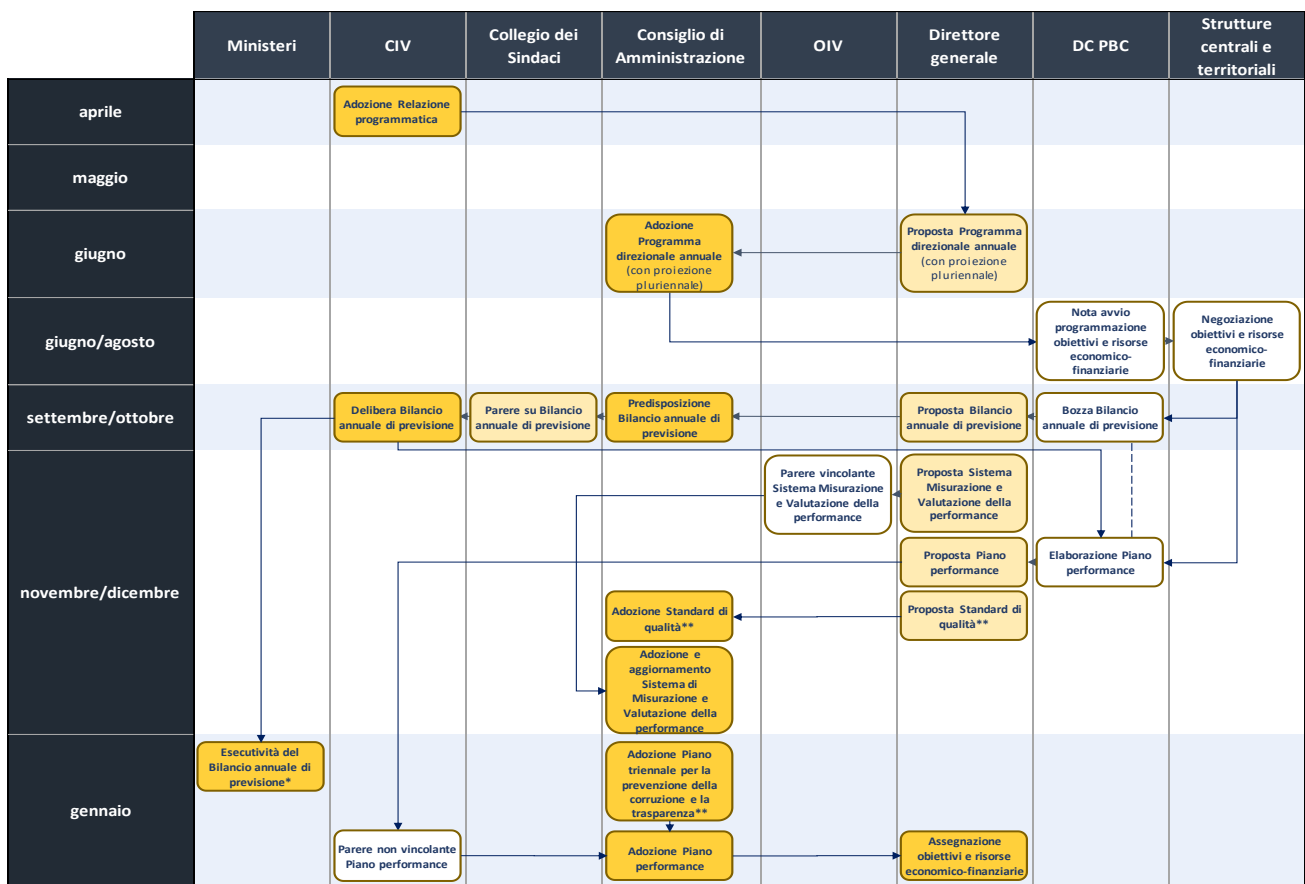 Ministeri
CIV
Collegio dei
Sindaci
Consiglio di
Amministrazione
OIV
Direttore
generale
DC PBC
Strutture
centrali e
territoriali
aprile
Adozione Relazione
programmatica
maggio
giugno
Adozione
Programma
direzionale annuale
(con proiezione
pluriennale)
Proposta Programma
direzionale annuale
(con proiezione
pluriennale)
giugno/agosto
Nota avvio
programmazione
obiettivi e risorse
economico-
finanziarie
Negoziazione
obiettivi e risorse
economico-
finanziarie
settembre/ottobre
Delibera Bilancio
annuale di previsione
Parere su Bilancio
annuale di previsione
Predisposizione
Bilancio annuale di
previsione
Proposta Bilancio
annuale di previsione
Bozza Bilancio
annuale di previsione
novembre/dicembre
Parere vincolante
Sistema Misurazione
e Valutazione della
performance
Proposta Sistema
Misurazione e
Valutazione della
performance
Proposta Piano
performance
Elaborazione Piano
performance
Adozione Standard di
qualità**
Proposta Standard di
qualità**
Adozione e
aggiornamento
Sistema di
Misurazione e
Valutazione della
performance
gennaio
Esecutività del
Bilancio annuale di
previsione*
Adozione Piano
triennale per la
prevenzione della
corruzione e la
trasparenza**
Parere non vincolante
Piano performance
Adozione Piano
performance
Assegnazione
obiettivi e risorse
economico-finanziarie